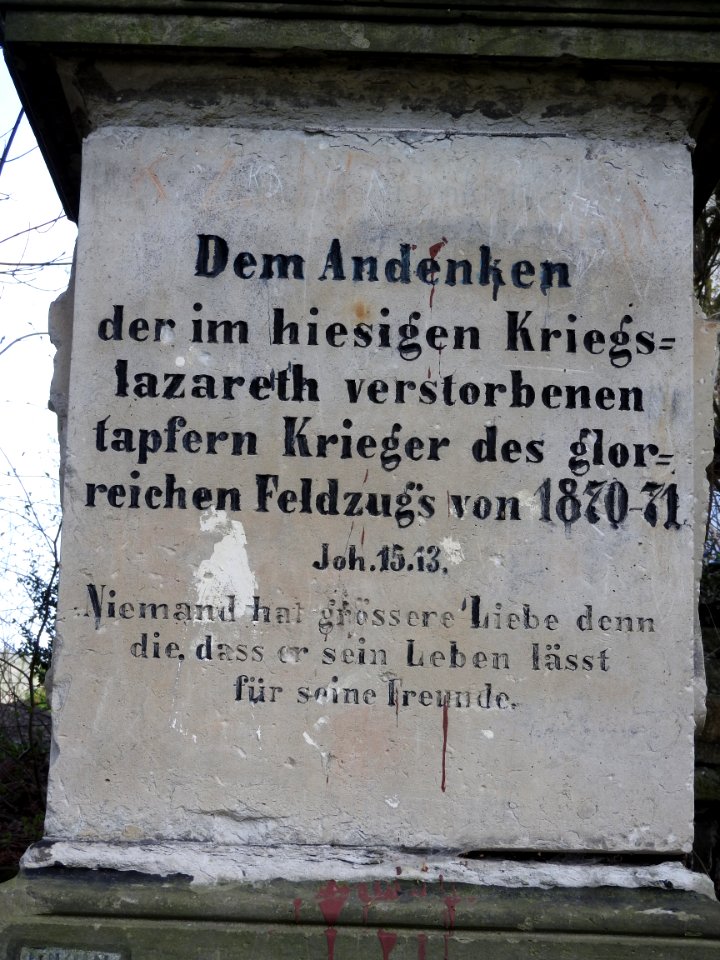 Dem Andenken
der im hiesigen Kriegs=
lazareth verstorbenen
tapfern Krieger des glor=
reichen Feldzug's von 1870-71.
Joh. 15. 13.
Niemand hat grössere Liebe denn
die, dass er sein Leben lässt
für seine Freunde.